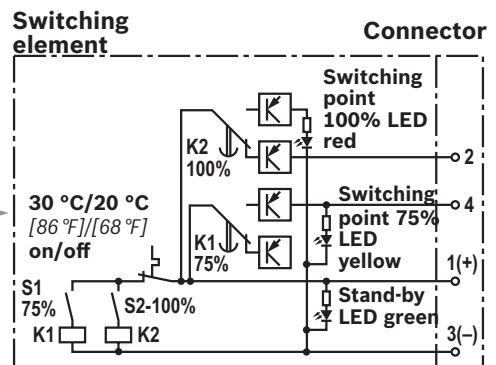 Switching
element
Connector
Switching
point
100% LED
red
K2
100%
2
30 °C/20 °C
[86 °F]/[68 °F]
on/off
K1
75%
Switching
point 75%
LED
yellow
4
1(+)
S1
75%
S2-100%
Stand-by
LED green
K1
K2
3(–)